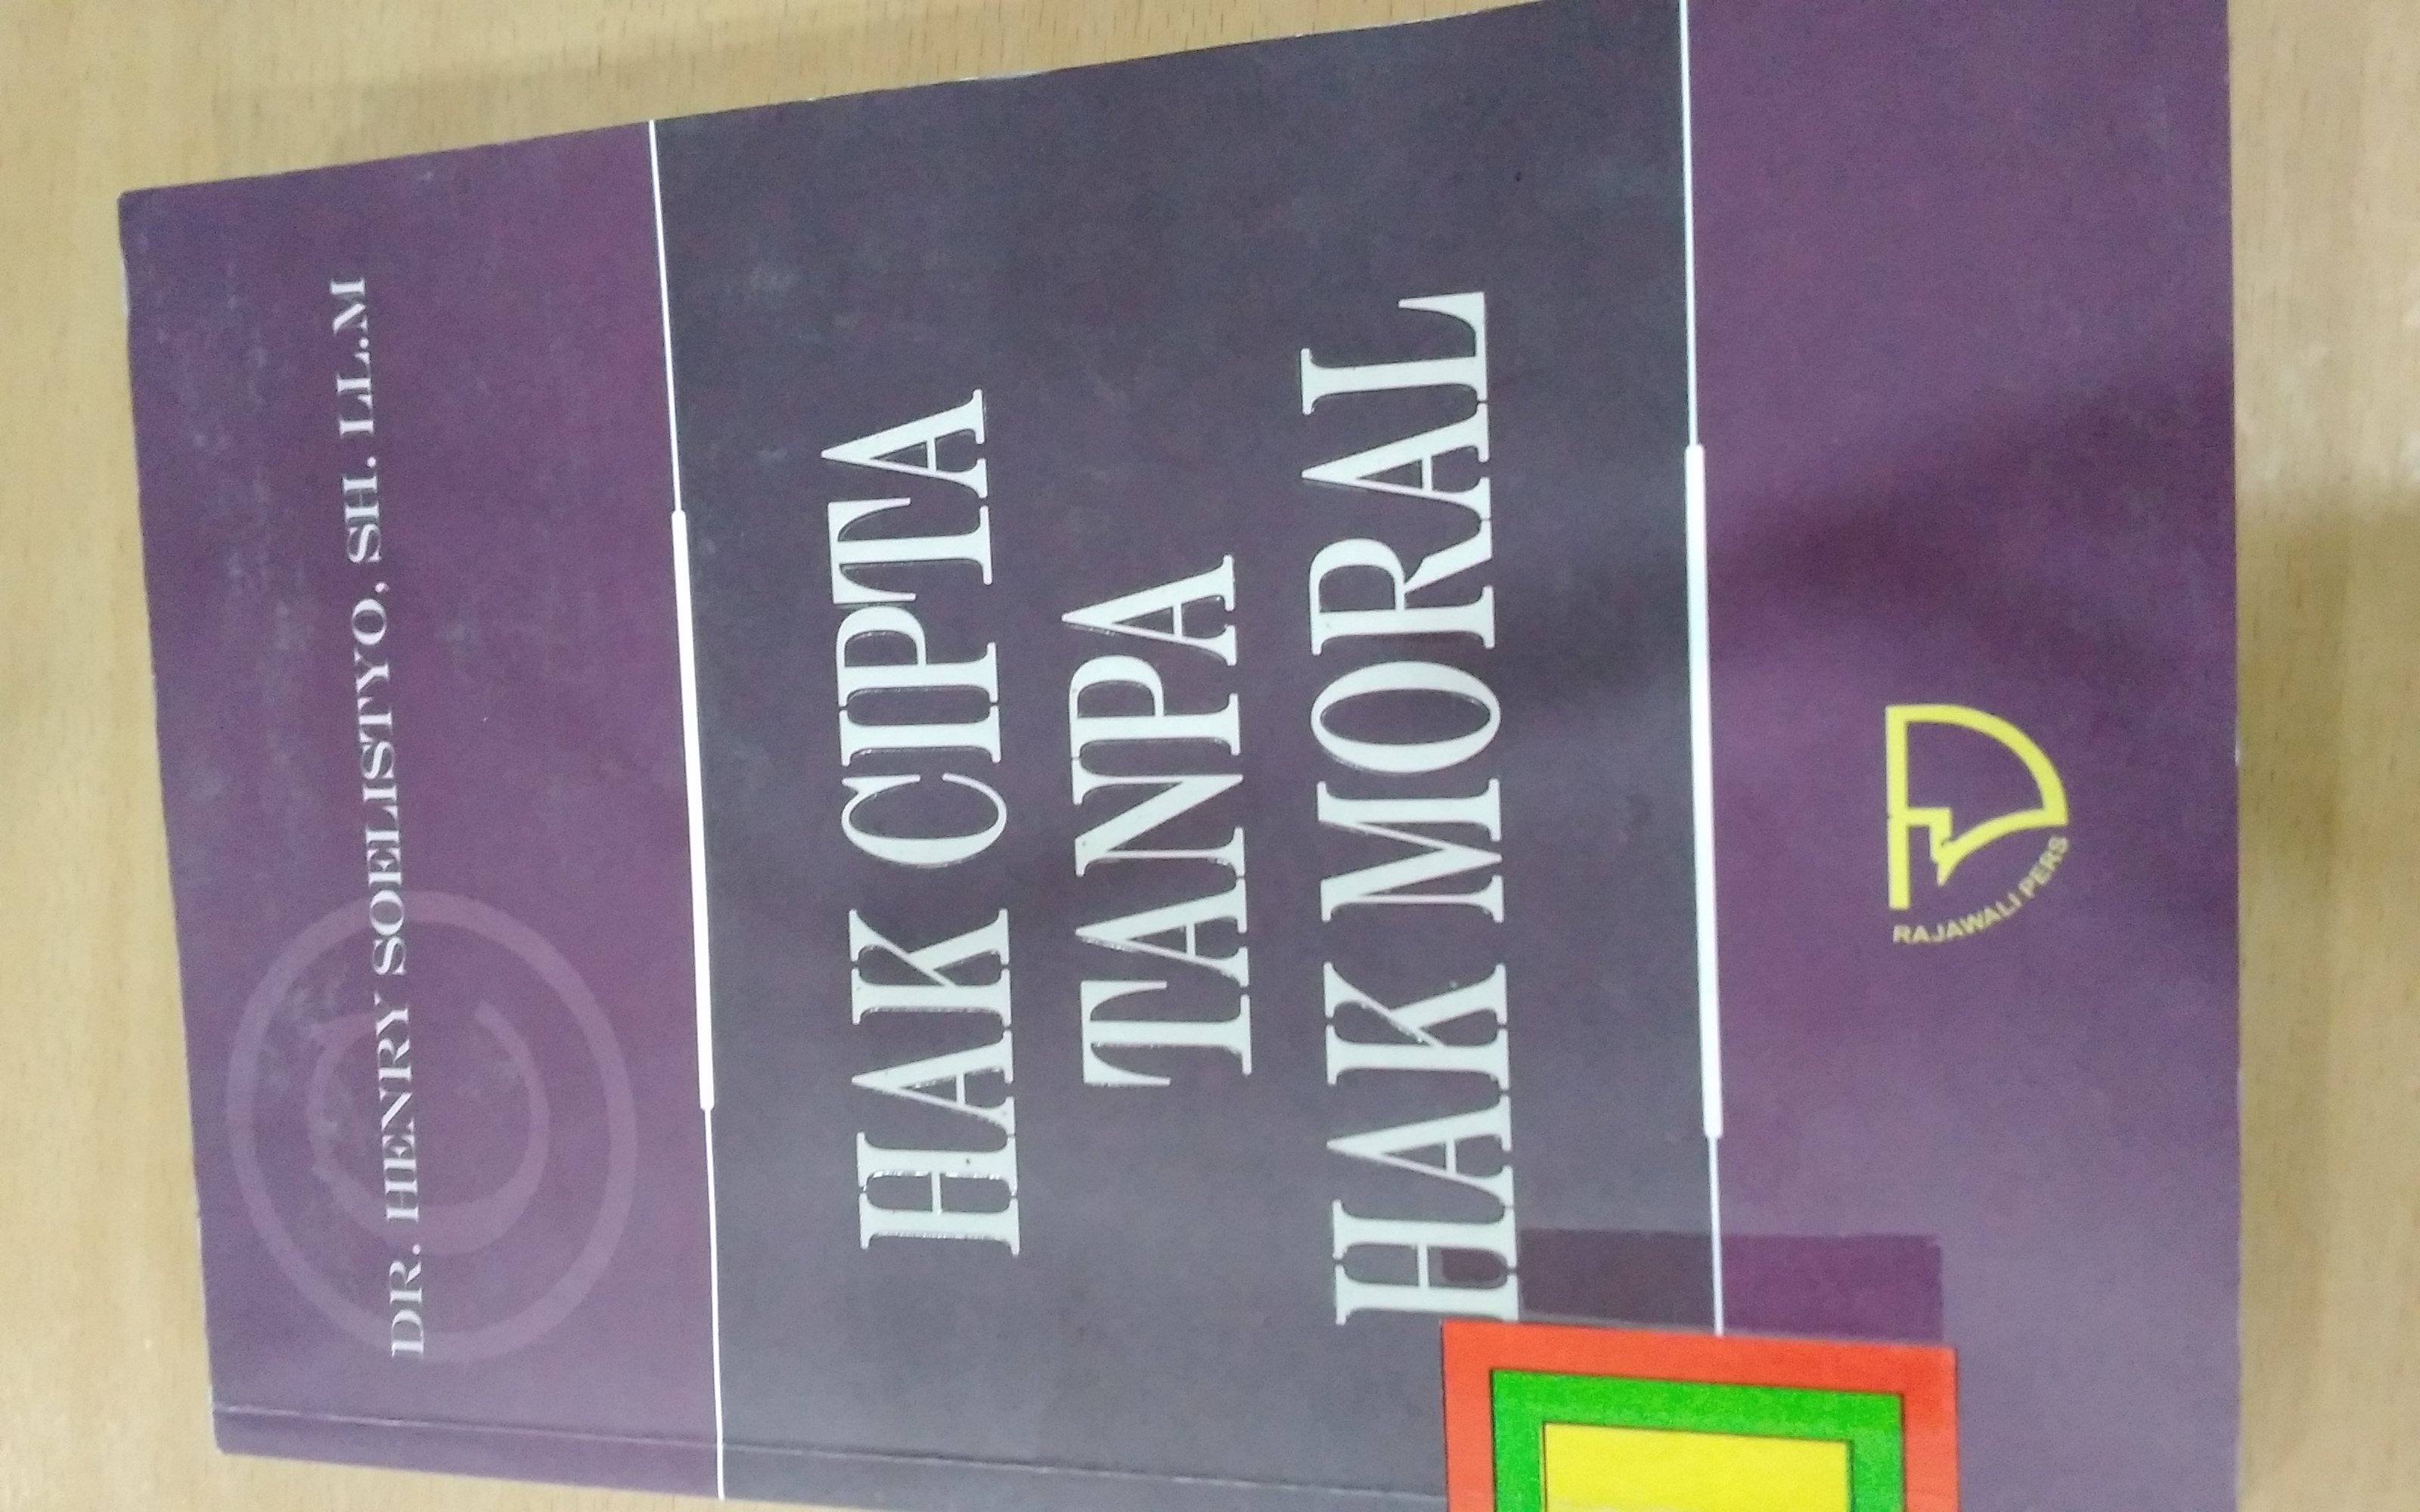 DR. HENRY SOELISTYO, SH. LL.M
HAK CIPTA
TANPA
HAK MORAL
RAJAWALI PERS